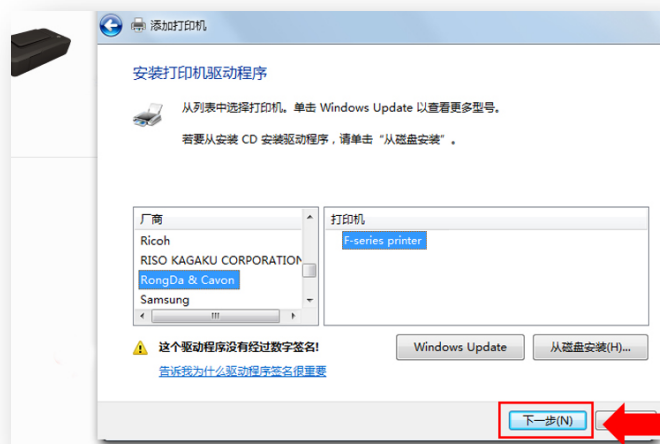 添加打印机
安装打印机驱动程序
从列表中选择打印机。单击 Windows Update 以查看更多型号。
若要从安装 CD 安装驱动程序，请单击“从磁盘安装”。
厂商
Ricoh
RISO KAGAKU CORPORATION
RongDa & Cavon
Samsung
打印机
F-series printer
这个驱动程序没有经过数字签名!
告诉我为什么驱动程序签名很重要
Windows Update
从磁盘安装(H)...
下一步(N)